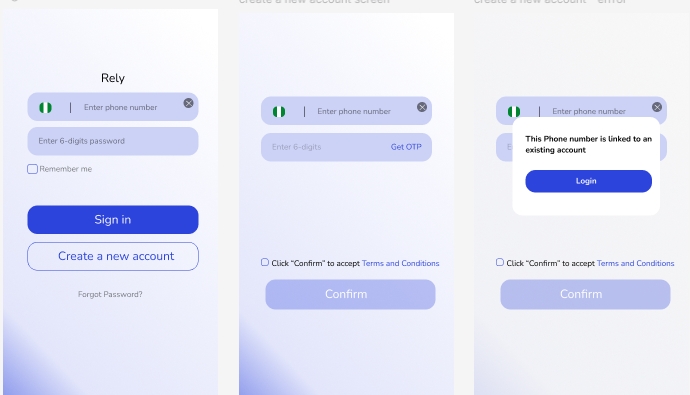 create a new account screen
create a new account - error
Rely
Enter phone number
Enter 6-digits password
Remember me
Sign in
Create a new account
Forgot Password?
Enter phone number
Enter 6-digits
Get OTP
Click “Confirm” to accept Terms and Conditions
Confirm
Enter phone number
This Phone number is linked to an
existing account
Login
Click “Confirm” to accept Terms and Conditions
Confirm